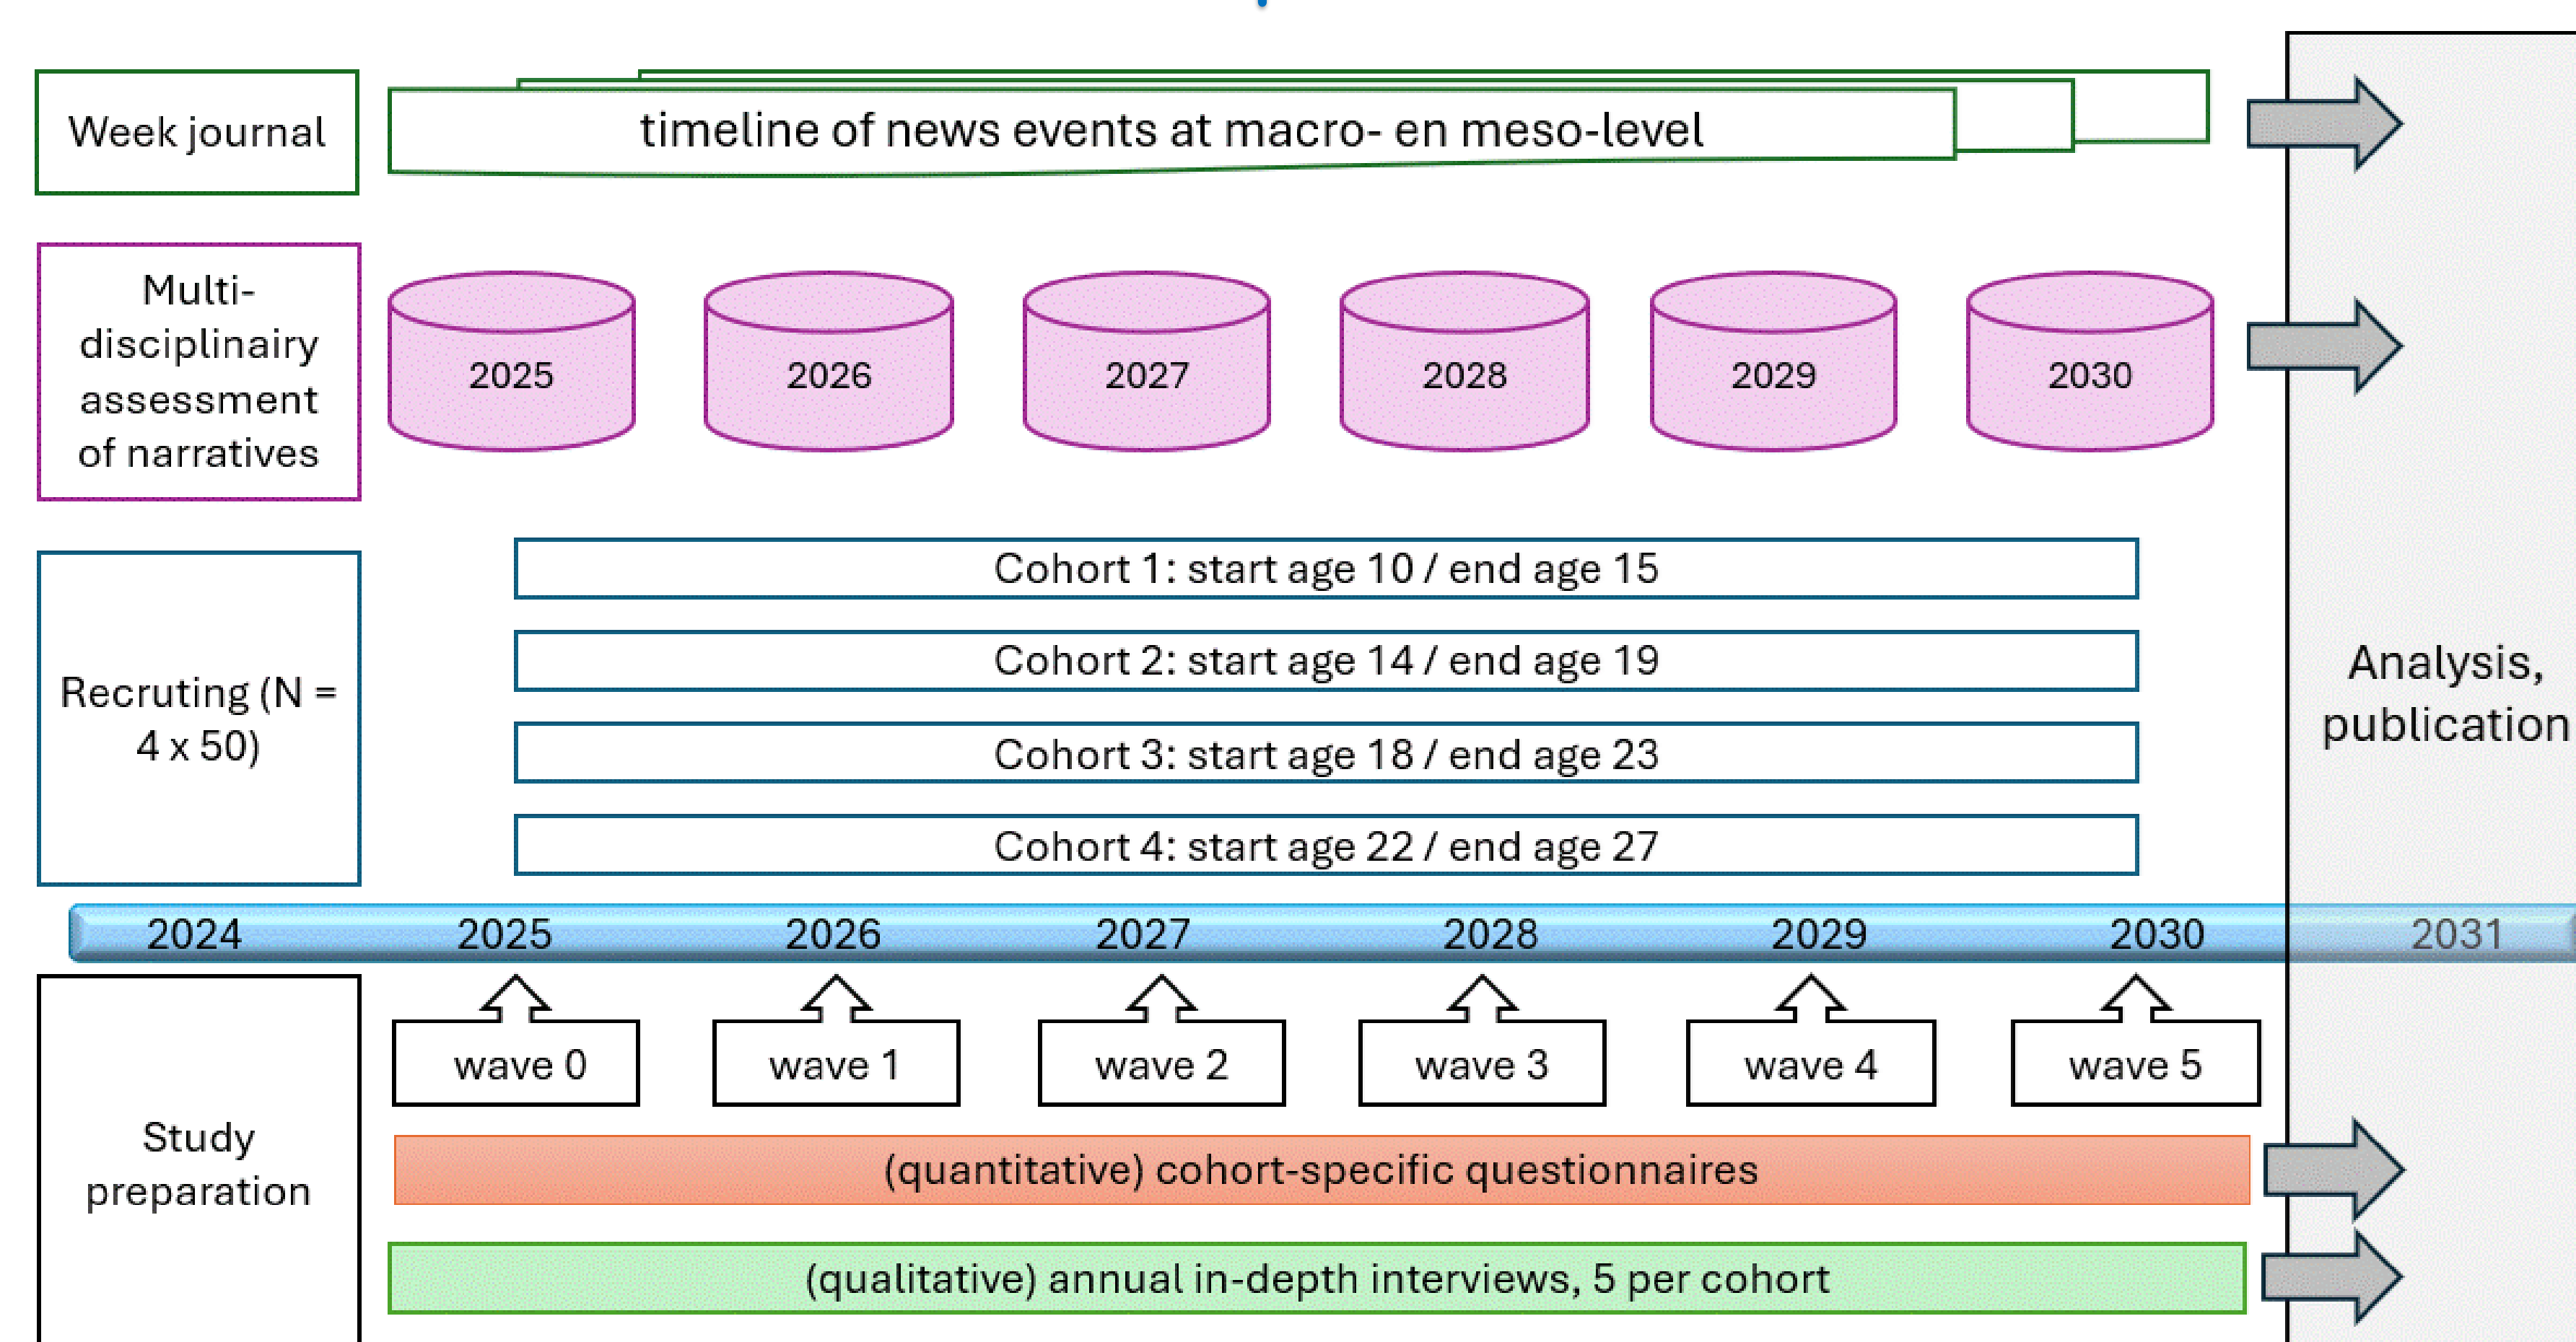 Week journal
timeline of news events at macro- en meso-level
Multi-
disciplinairy
assessment
of narratives
2025
2026
2027
2028
2029
2030
Recruting (N =
4 x 50)
Cohort 1: start age 10 / end age 15
Cohort 2: start age 14 / end age 19
Cohort 3: start age 18 / end age 23
Cohort 4: start age 22 / end age 27
Analysis,
publication
2024
2025
2026
2027
2028
2029
2030
2031
Study
preparation
wave 0
wave 1
wave 2
wave 3
wave 4
wave 5
(quantitative) cohort-specific questionnaires
(qualitative) annual in-depth interviews, 5 per cohort